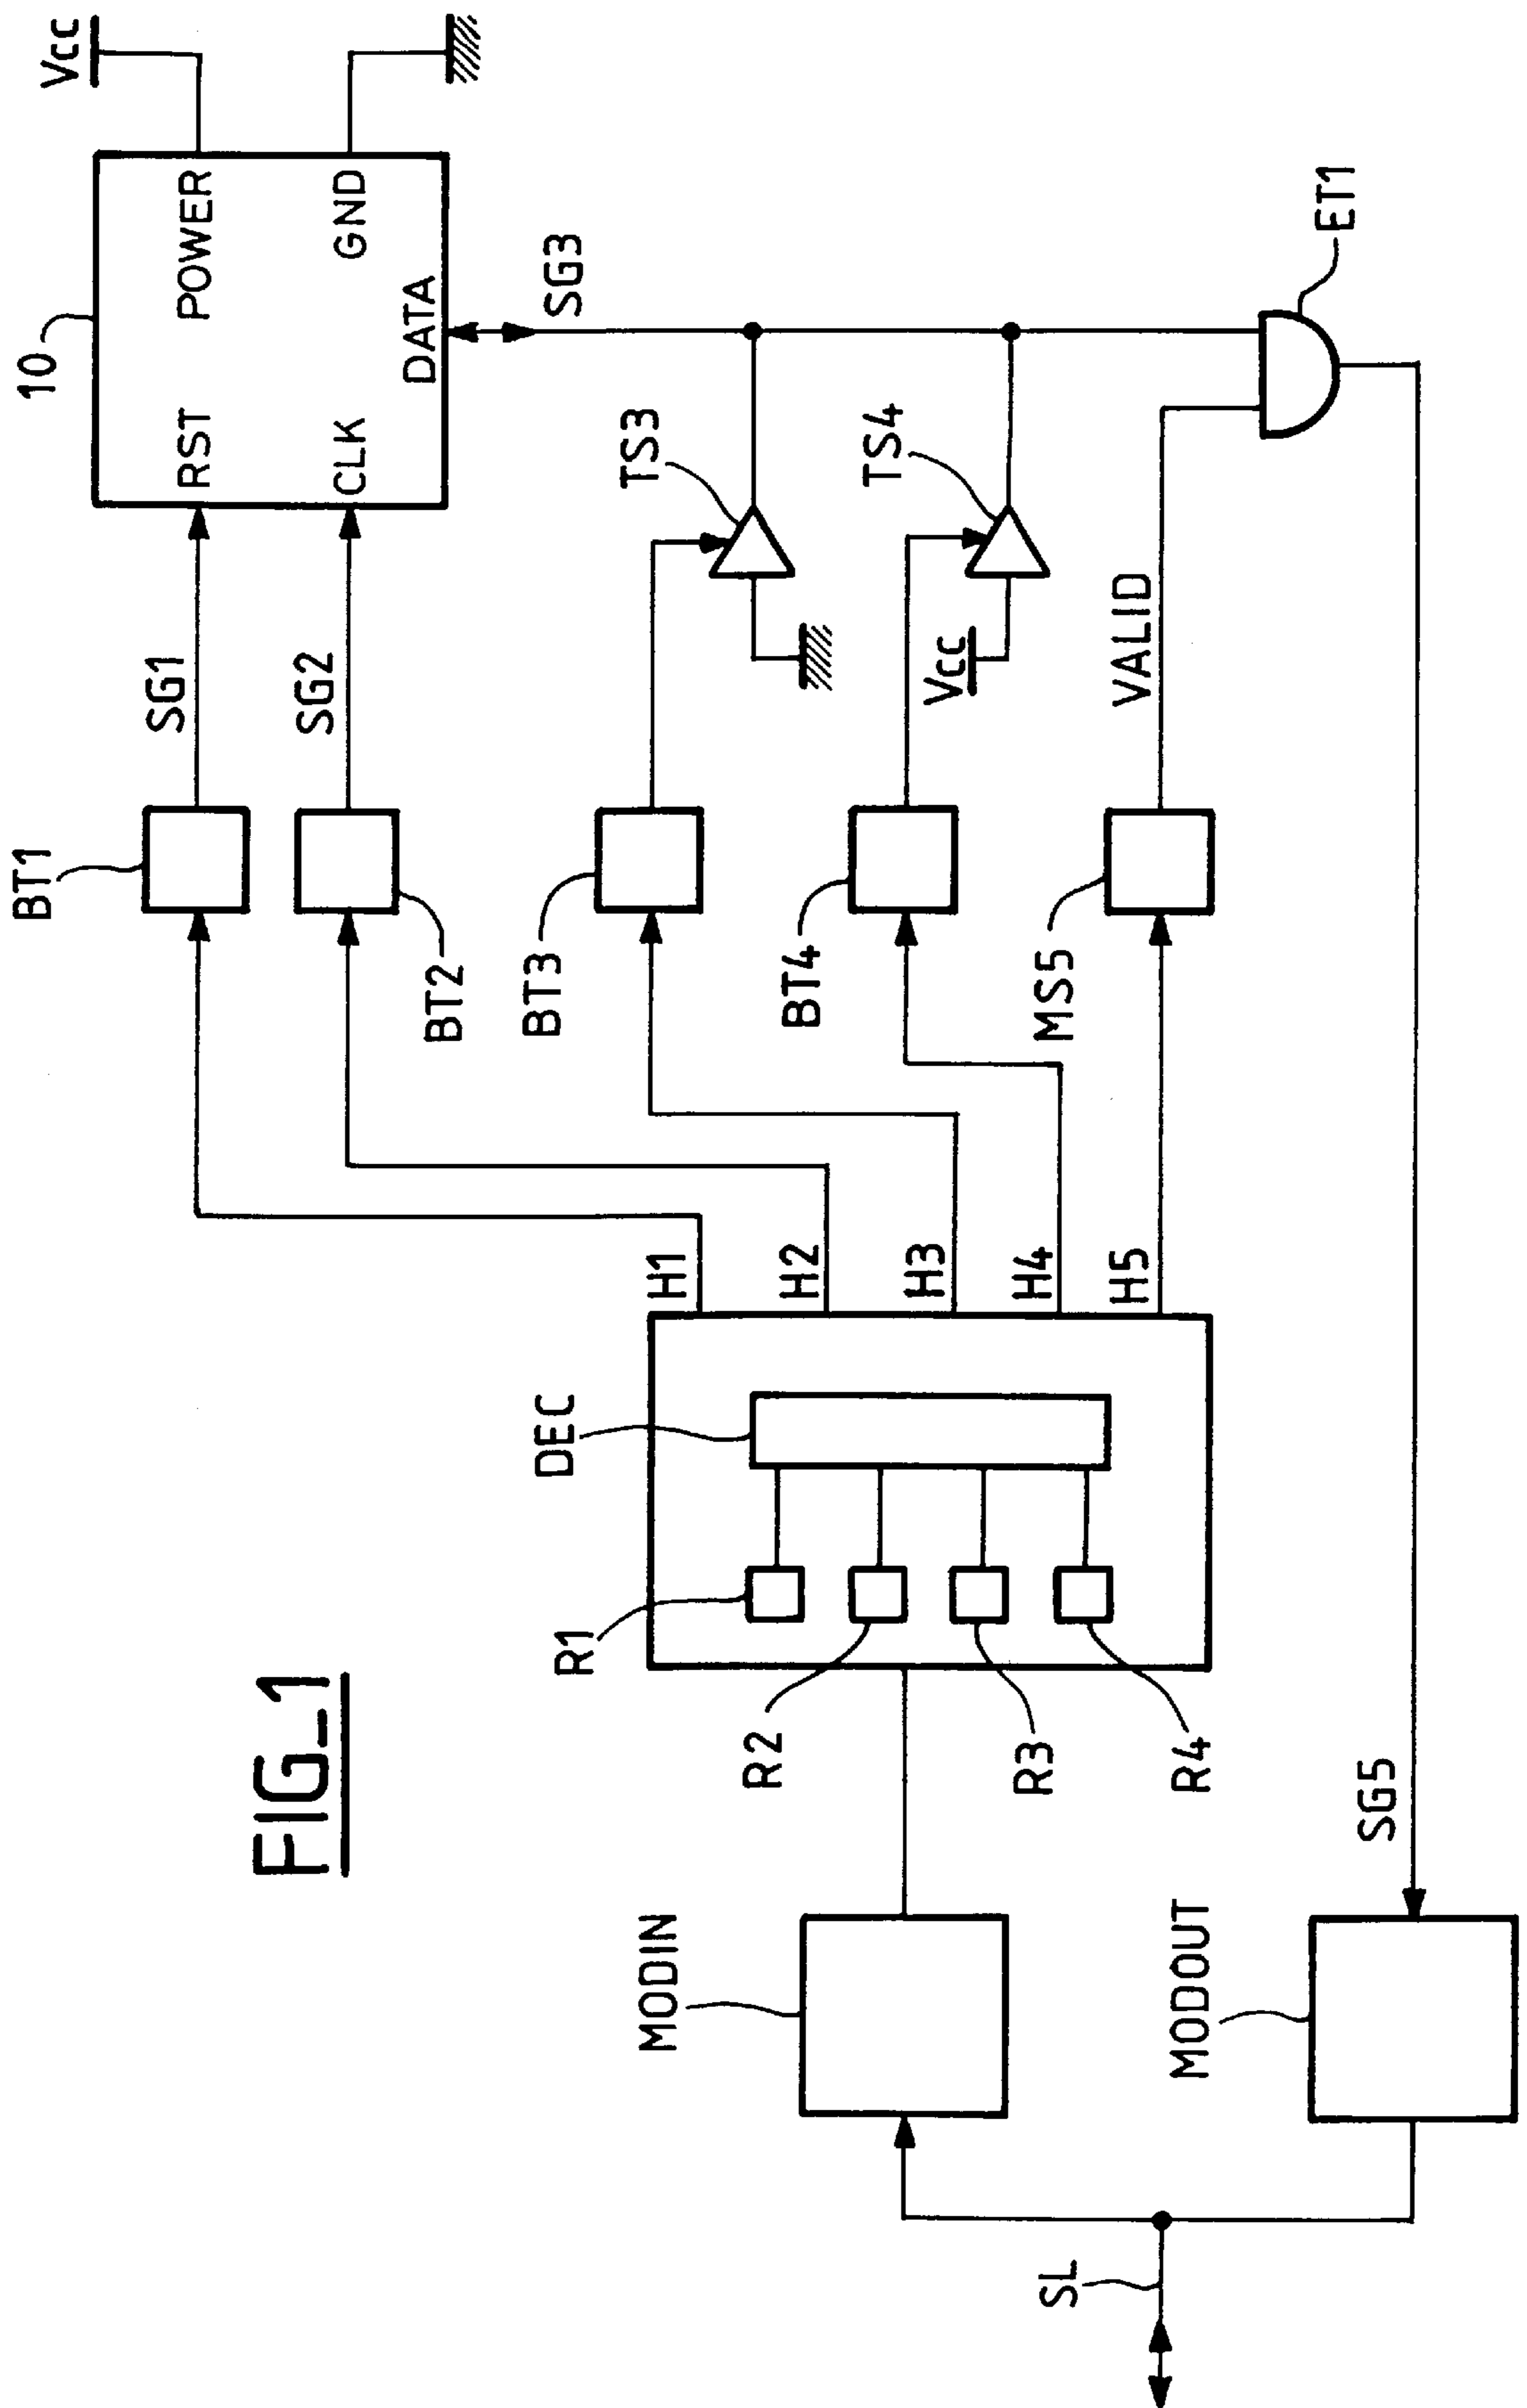 FIG_1
Vcc
10
RST
POWER
CLK
GND
DATA
BT1
SG1
BT2
SG2
SG3
BT3
TS3
BT4
TS4
Vcc
MS5
VALID
ET1
H1
H2
H3
H4
H5
DEC
R1
R2
R3
R4
MODIN
MODOUT
SG5
SL